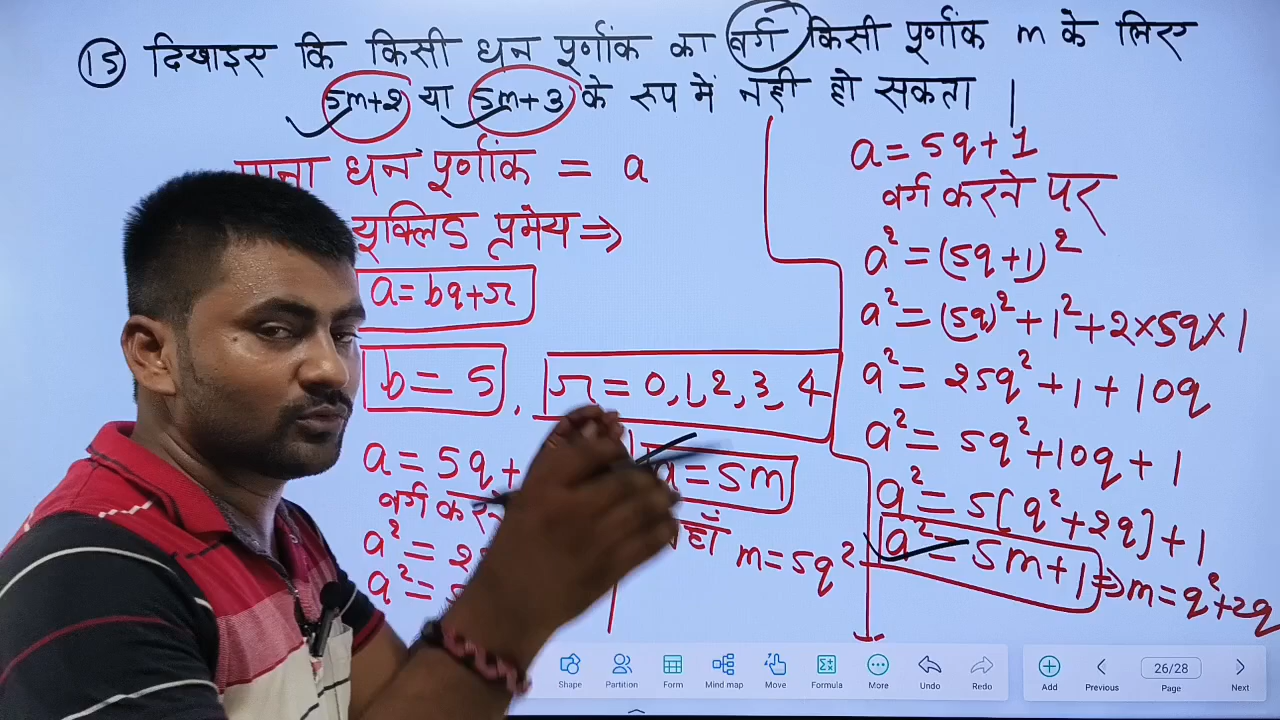 15 दिखाइए कि किसी धन पूर्णांक का वर्ग किसी पूर्णांक m के लिए
5m+2 या 5m+3 के रूप में नही हो सकता |
माना धन पूर्णांक = a
यूक्लिड प्रमेय ⇒
a = bq+r
b = 5, r = 0, 1, 2, 3, 4
a = 5q+
वर्ग कर
a² = 2
a² =
a = 5m
m = 5q²
a = 5q+1
वर्ग करने पर
a² = (5q+1)²
a² = (5q)² + 1² + 2×5q×1
a² = 25q² + 1 + 10q
a² = 5q² + 10q + 1
a² = 5[q² + 2q] + 1
a² = 5m+1 ⇒ m = q²+2q
Shape Partition Form Mind map Move Formula More Undo Redo
Add Previous 26/28 Page Next